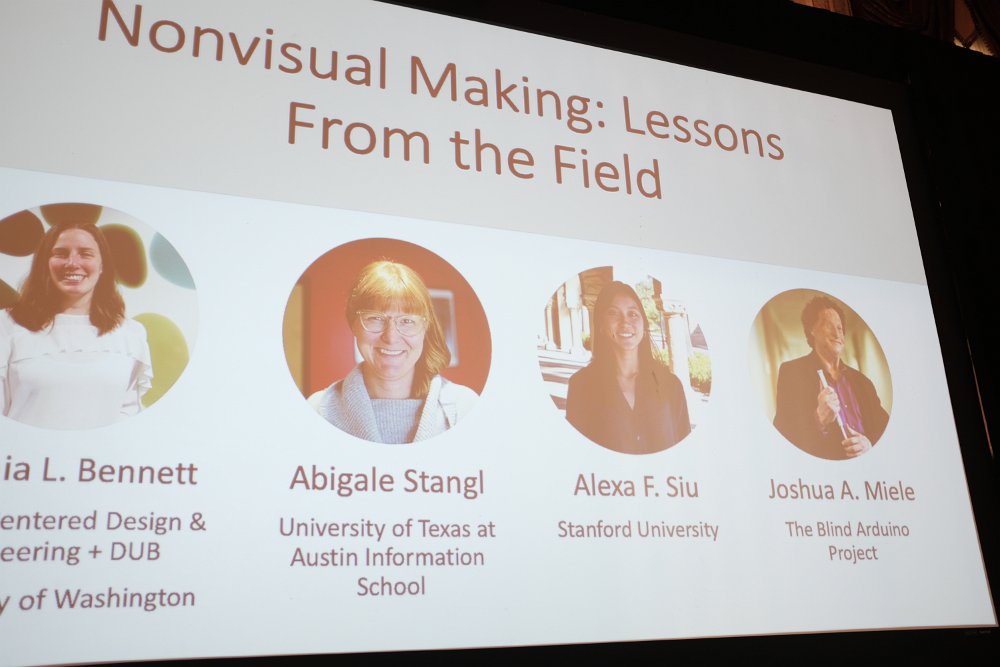 Nonvisual Making: Lessons
From the Field
ia L. Bennett
entered Design &
eering + DUB
y of Washington
Abigale Stangl
University of Texas at
Austin Information
School
Alexa F. Siu
Stanford University
Joshua A. Miele
The Blind Arduino
Project